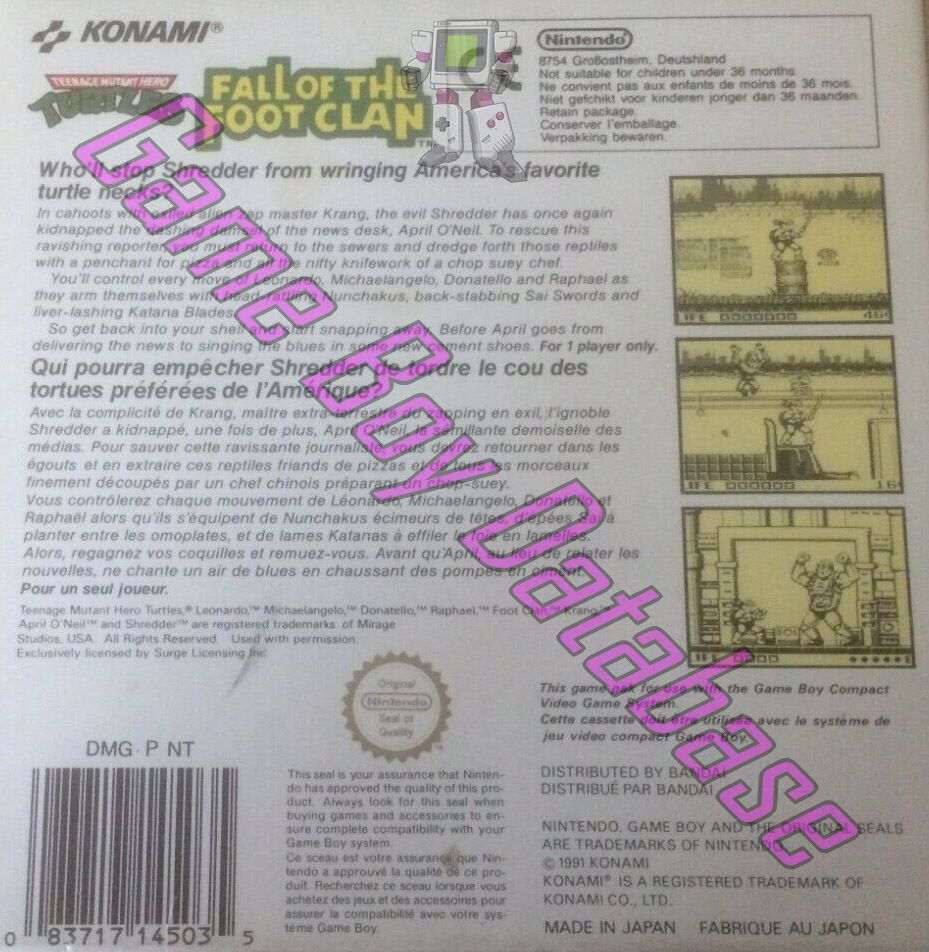 KONAMI®
TEENAGE MUTANT HERO
TURTLES
FALL OF THE
FOOT CLAN™
Nintendo
8754 Großostheim, Deutshland
Not suitable for children under 36 months.
Ne convient pas aux enfants de moins de 36 mois.
Niet gefchikt voor kinderen jonger dan 36 maanden.
Retain package.
Conserver l'emballage.
Verpakking bewaren.
Who'll stop Shredder from wringing America's favorite
turtle necks?
In cahoots with exiled alien zap master Krang, the evil Shredder has once again
kidnapped the dashing damsel of the news desk, April O'Neil. To rescue this
ravishing reporter, you must return to the sewers and dredge forth those reptiles
with a penchant for pizza and all the nifty knifework of a chop suey chef.
You'll control every move of Leonardo, Michaelangelo, Donatello and Raphael as
they arm themselves with head-rattling Nunchakus, back-stabbing Sai Swords and
liver-lashing Katana Blades.
So get back into your shell and start snapping away. Before April goes from
delivering the news to singing the blues in some new cement shoes. For 1 player only.
Qui pourra empêcher Shredder de tordre le cou des
tortues préférées de l'Amérique?
Avec la complicité de Krang, maître extra-terrestre du zapping en exil, l'ignoble
Shredder a kidnappé, une fois de plus, April O'Neil, la sémillante demoiselle des
médias. Pour sauver cette ravissante journaliste, vous devrez retourner dans les
égouts et en extraire ces reptiles friands de pizzas et de tous les morceaux
finement découpés par un chef chinois préparant un chop-suey.
Vous contrôlerez chaque mouvement de Léonardo, Michaelangelo, Donatello et
Raphaël alors qu'ils s'équipent de Nunchakus écimeurs de têtes, d'épées Saï à
planter entre les omoplates, et de lames Katanas à effiler le foie en lamelles.
Alors, regagnez vos coquilles et remuez-vous. Avant qu'April, au lieu de relater les
nouvelles, ne chante un air de blues en chaussant des pompes en ciment.
Pour un seul joueur.
Teenage Mutant Hero Turtles,® Leonardo,™ Michaelangelo,™ Donatello,™ Raphael,™ Foot Clan,™ Krang,™
April O'Neil™ and Shredder™ are registered trademarks of Mirage
Studios, USA. All Rights Reserved. Used with permission.
Exclusively licensed by Surge Licensing Inc.
LIFE 0000000 46
LIFE 0000000 16
LIFE 0000
Original
Nintendo
Seal of
Quality
This game pak for use with the Game Boy Compact
Video Game System.
Cette cassette doit être utilisée avec le système de
jeu video compact Game Boy.
DMG · P NT
0 83717 14503 5
This seal is your assurance that Ninten-
do has approved the quality of this pro-
duct. Always look for this seal when
buying games and accessories to en-
sure complete compatibility with your
Game Boy system.
Ce sceau est votre assurance que Nin-
tendo a approuvé la qualité de ce pro-
duit. Recherchez ce sceau lorsque vous
achetez des jeux et des accessoires pour
assurer la compatibilité avec votre sys-
tème Game Boy.
DISTRIBUTED BY BANDAI
DISTRIBUÉ PAR BANDAI
NINTENDO, GAME BOY AND THE ORIGINAL SEALS
ARE TRADEMARKS OF NINTENDO.
© 1991 KONAMI
KONAMI® IS A REGISTERED TRADEMARK OF
KONAMI CO., LTD.
MADE IN JAPAN FABRIQUE AU JAPON
Game Boy Database